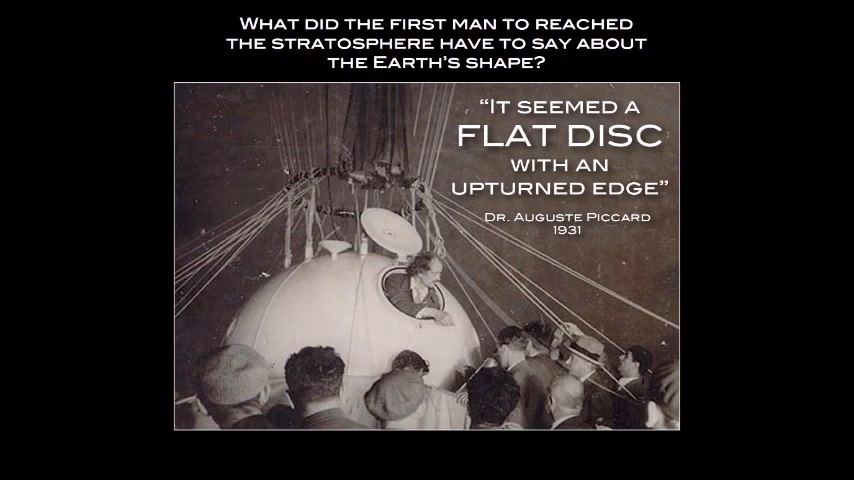 WHAT DID THE FIRST MAN TO REACHED
THE STRATOSPHERE HAVE TO SAY ABOUT
THE EARTH'S SHAPE?
"IT SEEMED A
FLAT DISC
WITH AN
UPTURNED EDGE"
DR. AUGUSTE PICCARD
1931